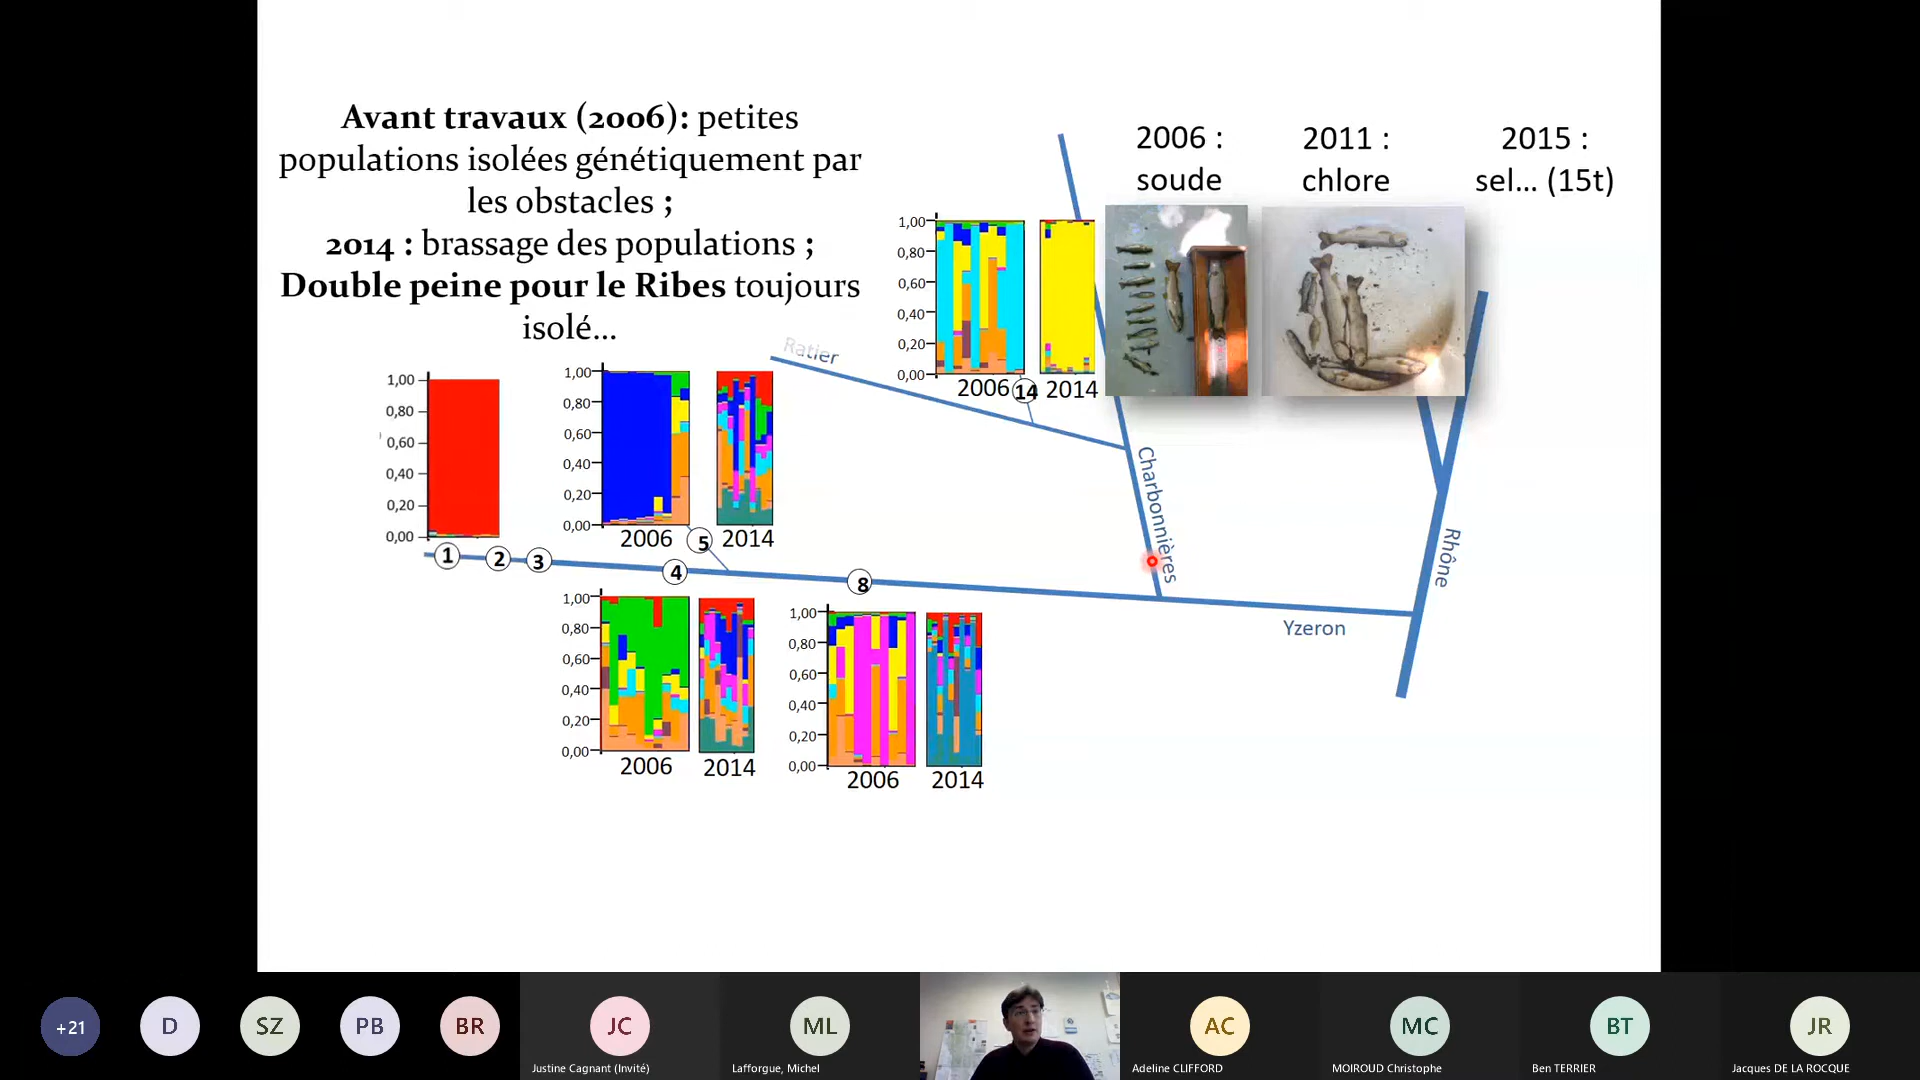 Avant travaux (2006): petites
populations isolées génétiquement par
les obstacles ;
2014 : brassage des populations ;
Double peine pour le Ribes toujours
isolé...
2006 :
soude
2011 :
chlore
2015 :
sel... (15t)
1,00
0,80
0,60
0,40
0,20
0,00
2006
14
2014
Ratier
1,00
0,80
0,60
0,40
0,20
0,00
1,00
0,80
0,60
0,40
0,20
0,00
2006
5
2014
Charbonnières
Rhône
1
2
3
4
8
Yzeron
1,00
0,80
0,60
0,40
0,20
0,00
2006
2014
1,00
0,80
0,60
0,40
0,20
0,00
2006
2014
+21
D
SZ
PB
BR
JC
ML
AC
MC
BT
JR
Justine Cagnant (Invité)
Lafforgue, Michel
Adeline CLIFFORD
MOIROUD Christophe
Ben TERRIER
Jacques DE LA ROCQUE